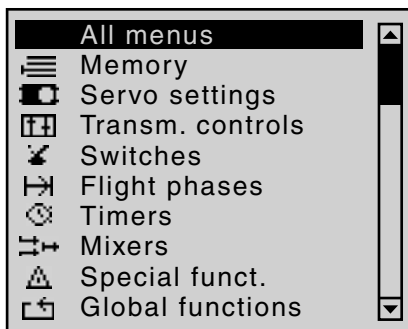 All menus
Memory
Servo settings
Transm. controls
Switches
Flight phases
Timers
Mixers
Special funct.
Global functions